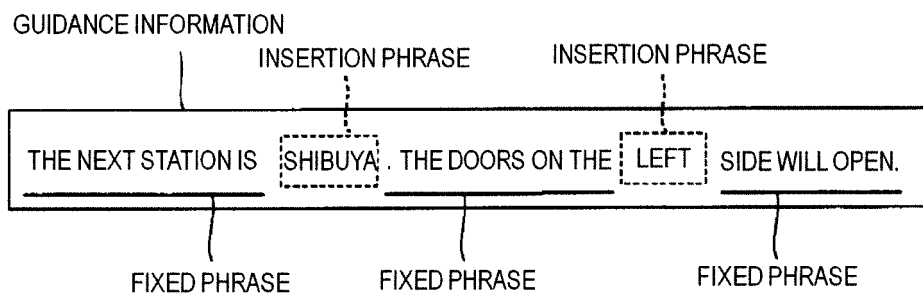 GUIDANCE INFORMATION
INSERTION PHRASE INSERTION PHRASE
THE NEXT STATION IS SHIBUYA . THE DOORS ON THE LEFT SIDE WILL OPEN.
FIXED PHRASE FIXED PHRASE FIXED PHRASE